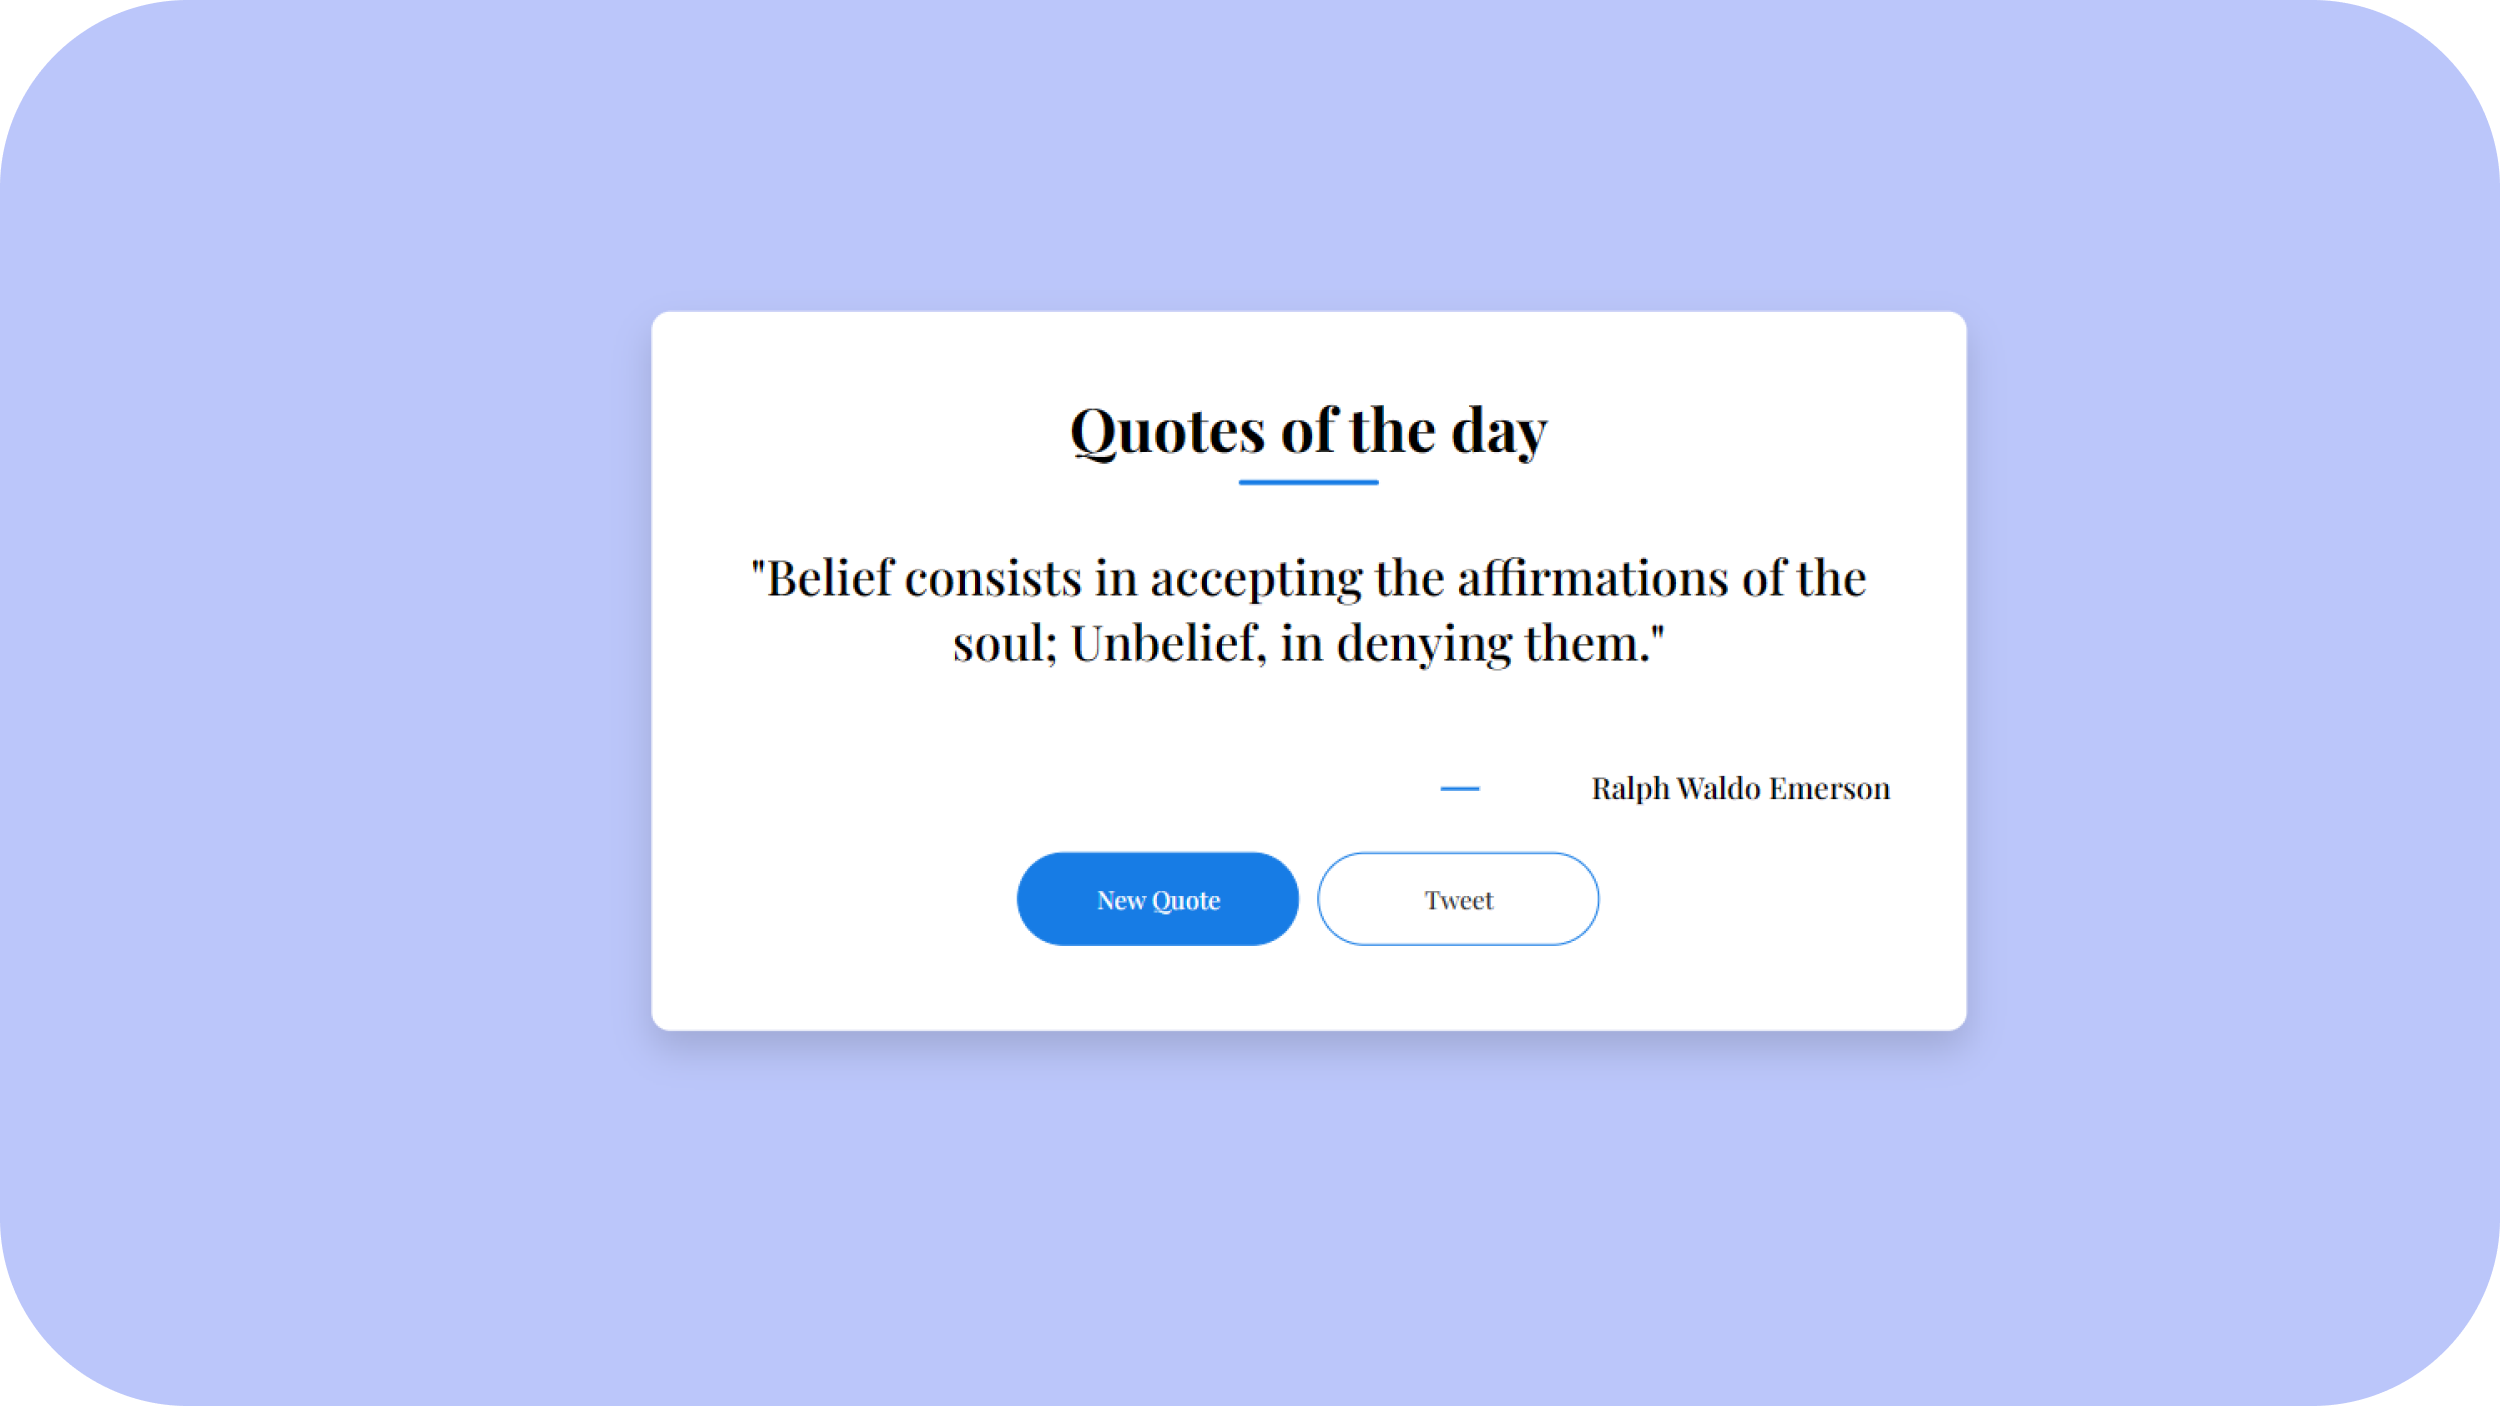 Quotes of the day
"Belief consists in accepting the affirmations of the
soul; Unbelief, in denying them."
— Ralph Waldo Emerson
New Quote
Tweet